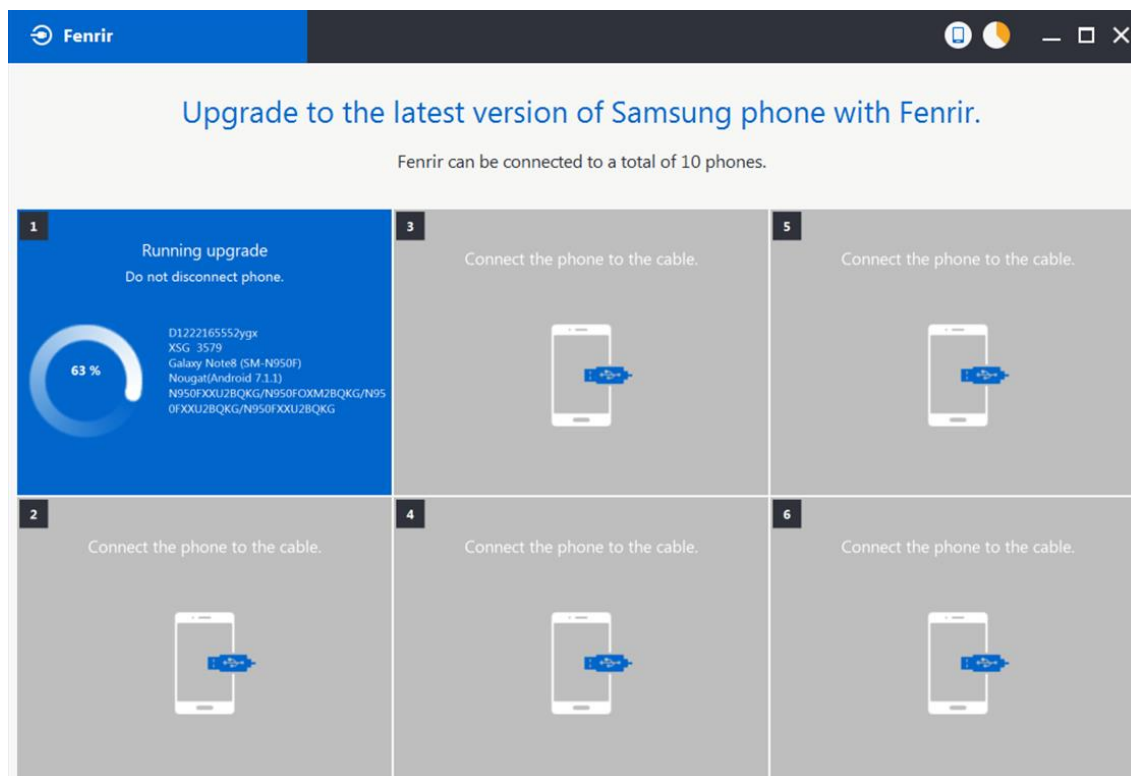 Fenrir
Upgrade to the latest version of Samsung phone with Fenrir.
Fenrir can be connected to a total of 10 phones.
1
Running upgrade
Do not disconnect phone.
63 %
D1222165552ygx
XSG 3579
Galaxy Note8 (SM-N950F)
Nougat(Android 7.1.1)
N950FXXU2BQKG/N950FOXM2BQKG/N95
0FXXU2BQKG/N950FXXU2BQKG
3
Connect the phone to the cable.
5
Connect the phone to the cable.
2
Connect the phone to the cable.
4
Connect the phone to the cable.
6
Connect the phone to the cable.